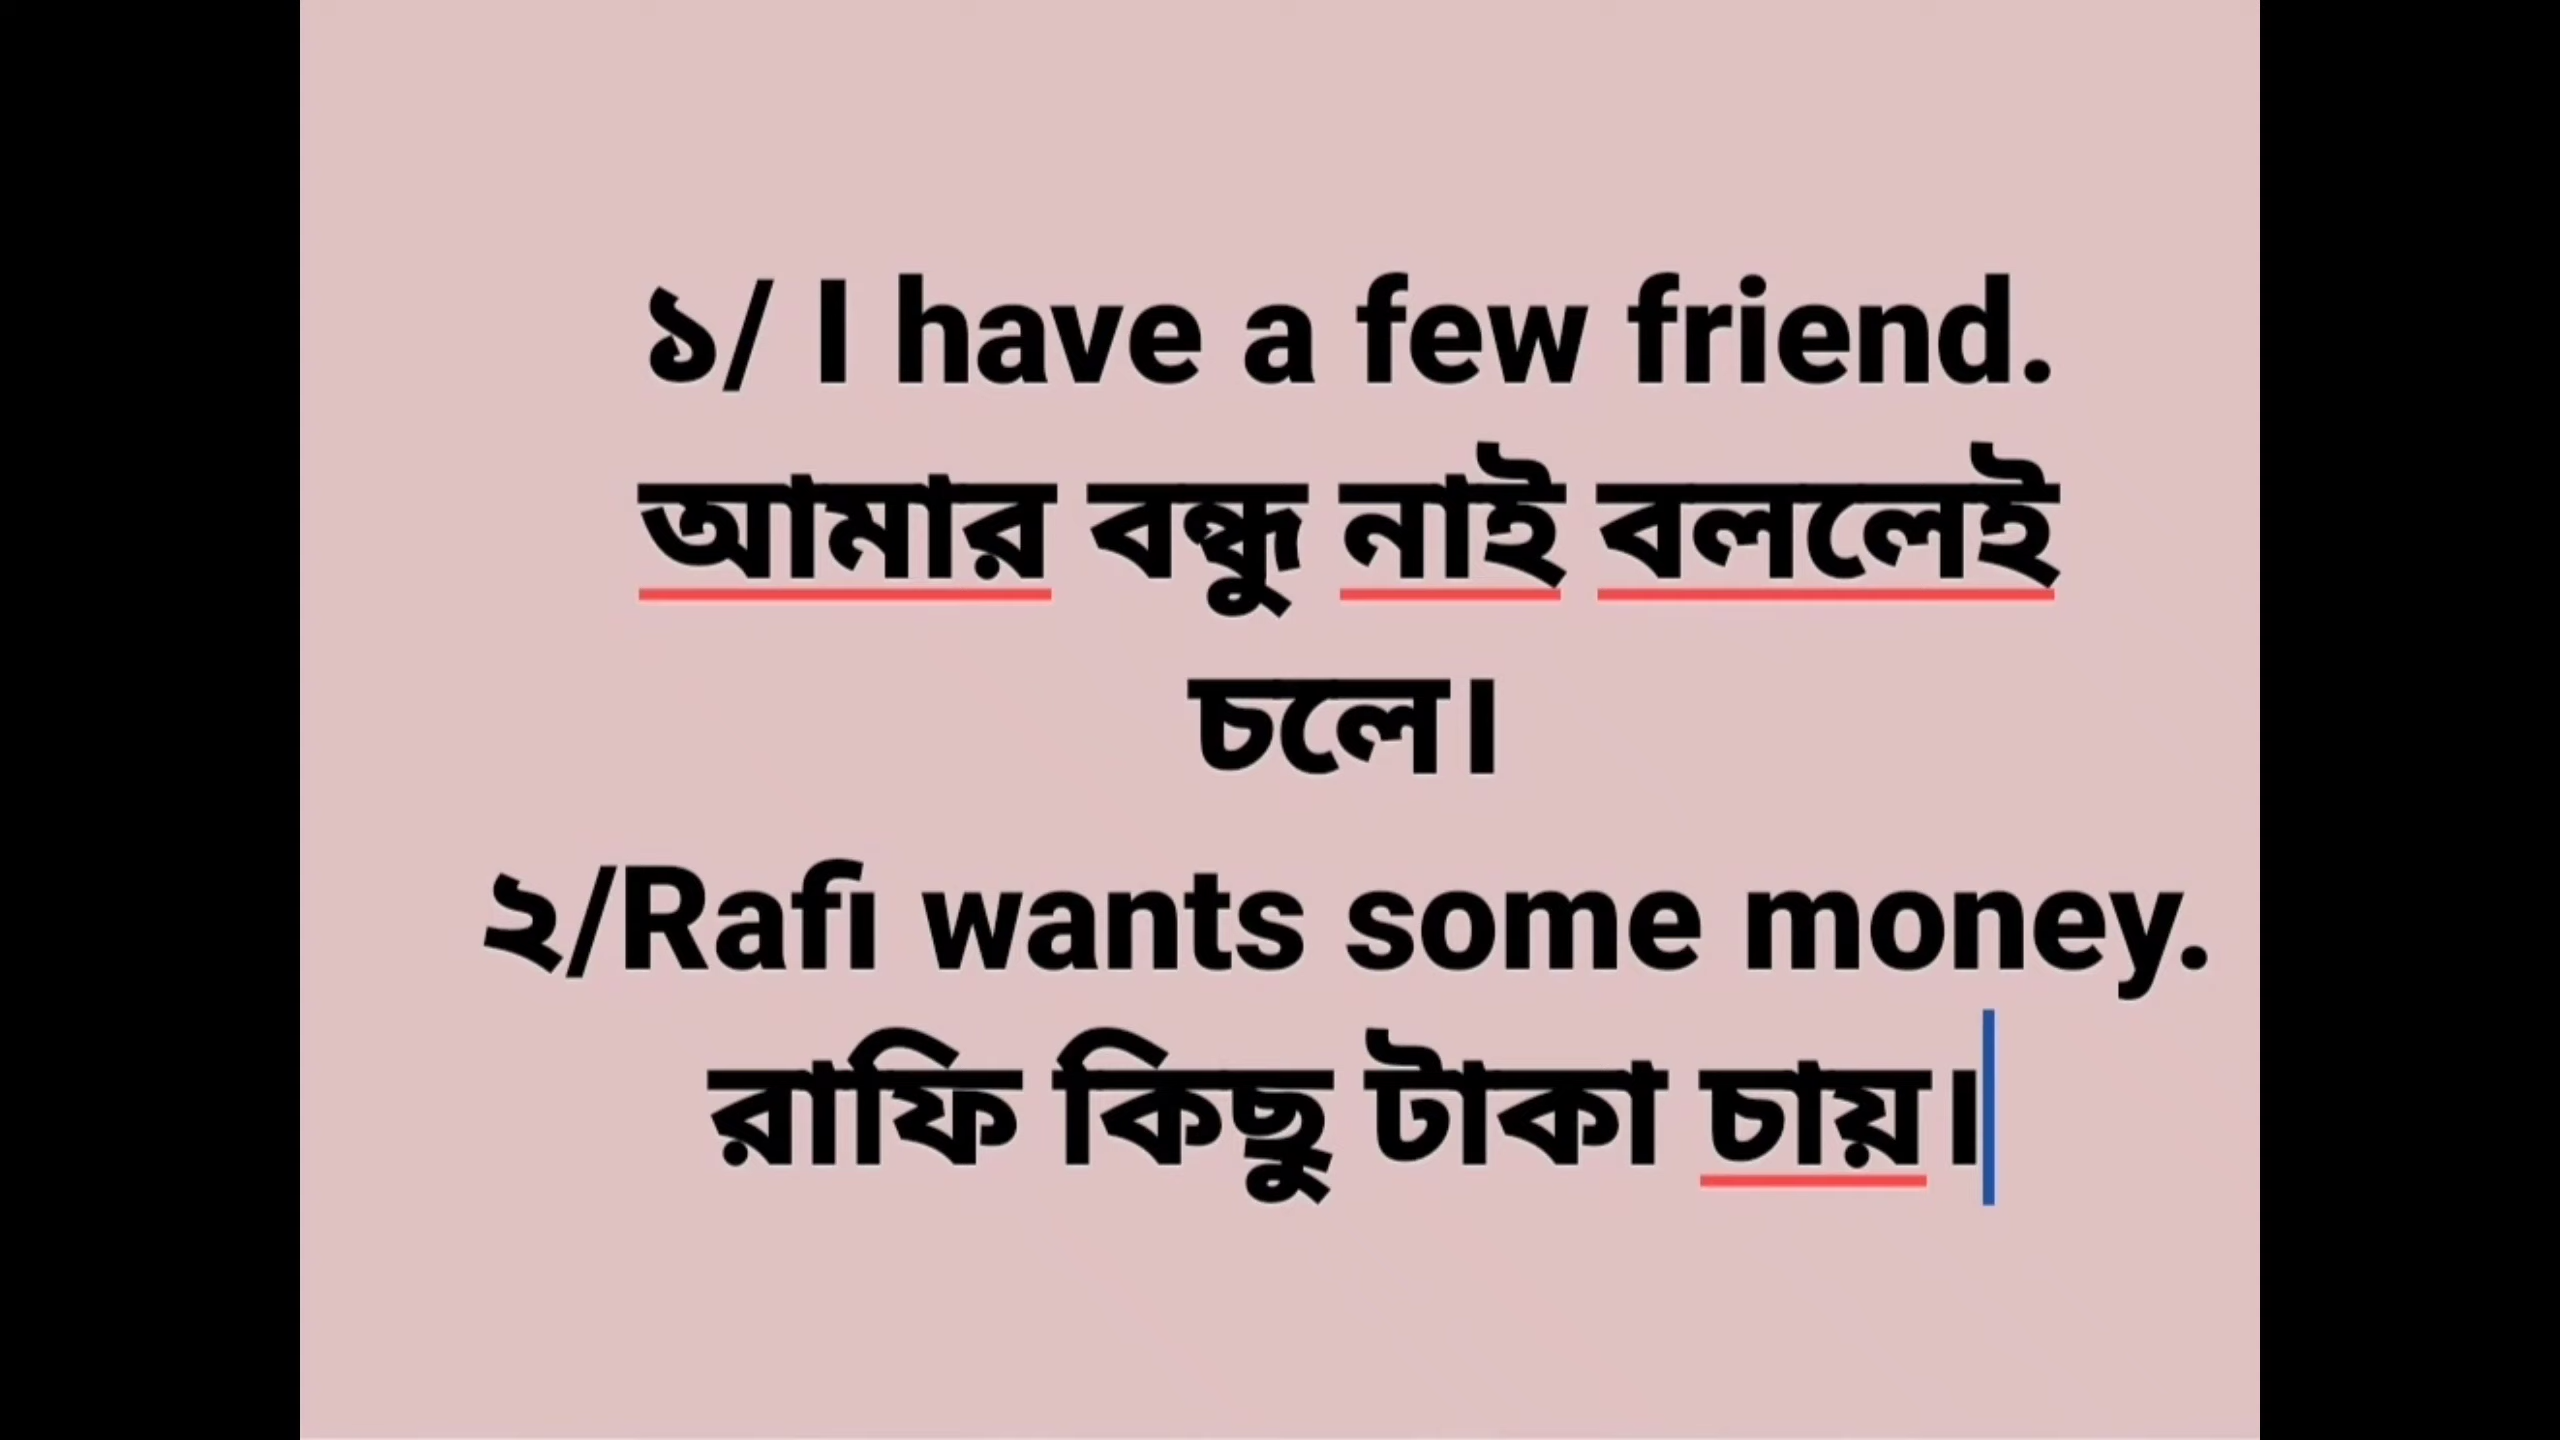 ১/ I have a few friend.
আমার বন্ধু নাই বললেই
চলে।
২/Rafi wants some money.
রাফি কিছু টাকা চায়।